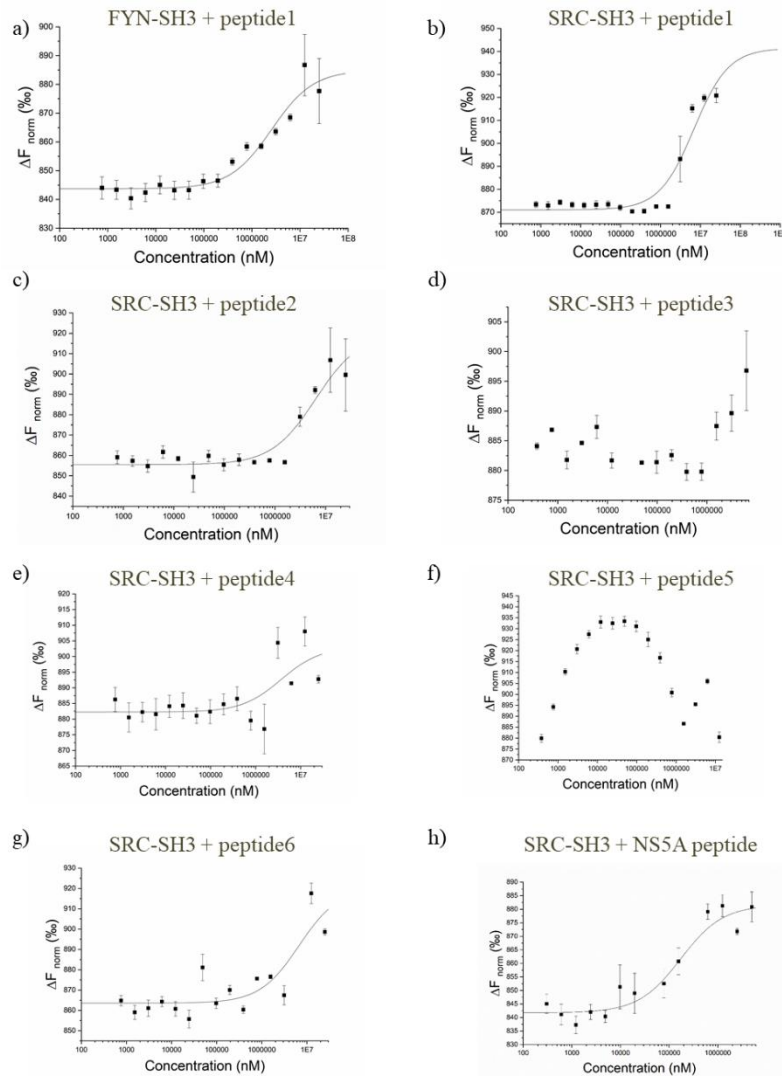 a)
FYN-SH3 + peptide1
900
890
880
870
860
850
840
830
ΔF norm (‰)
100 1000 10000 100000 1000000 1E7 1E8
Concentration (nM)
b)
SRC-SH3 + peptide1
950
940
930
920
910
900
890
880
870
ΔF norm (‰)
1000 10000 100000 1000000 1E7 1E8
Concentration (nM)
c)
SRC-SH3 + peptide2
930
920
910
900
890
880
870
860
850
840
ΔF norm (‰)
100 1000 10000 100000 1000000 1E7
Concentration (nM)
d)
SRC-SH3 + peptide3
905
900
895
890
885
880
875
ΔF norm (‰)
100 1000 10000 100000 1000000
Concentration (nM)
e)
SRC-SH3 + peptide4
920
915
910
905
900
895
890
885
880
875
870
865
ΔF norm (‰)
100 1000 10000 100000 1000000 1E7
Concentration (nM)
f)
SRC-SH3 + peptide5
945
940
935
930
925
920
915
910
905
900
895
890
885
880
875
870
ΔF norm (‰)
100 1000 10000 100000 1000000 1E7
Concentration (nM)
g)
SRC-SH3 + peptide6
930
920
910
900
890
880
870
860
850
ΔF norm (‰)
100 1000 10000 100000 1000000 1E7
Concentration (nM)
h)
SRC-SH3 + NS5A peptide
890
885
880
875
870
865
860
855
850
845
840
835
830
ΔF norm (‰)
1000 10000 100000 1000000
Concentration (nM)